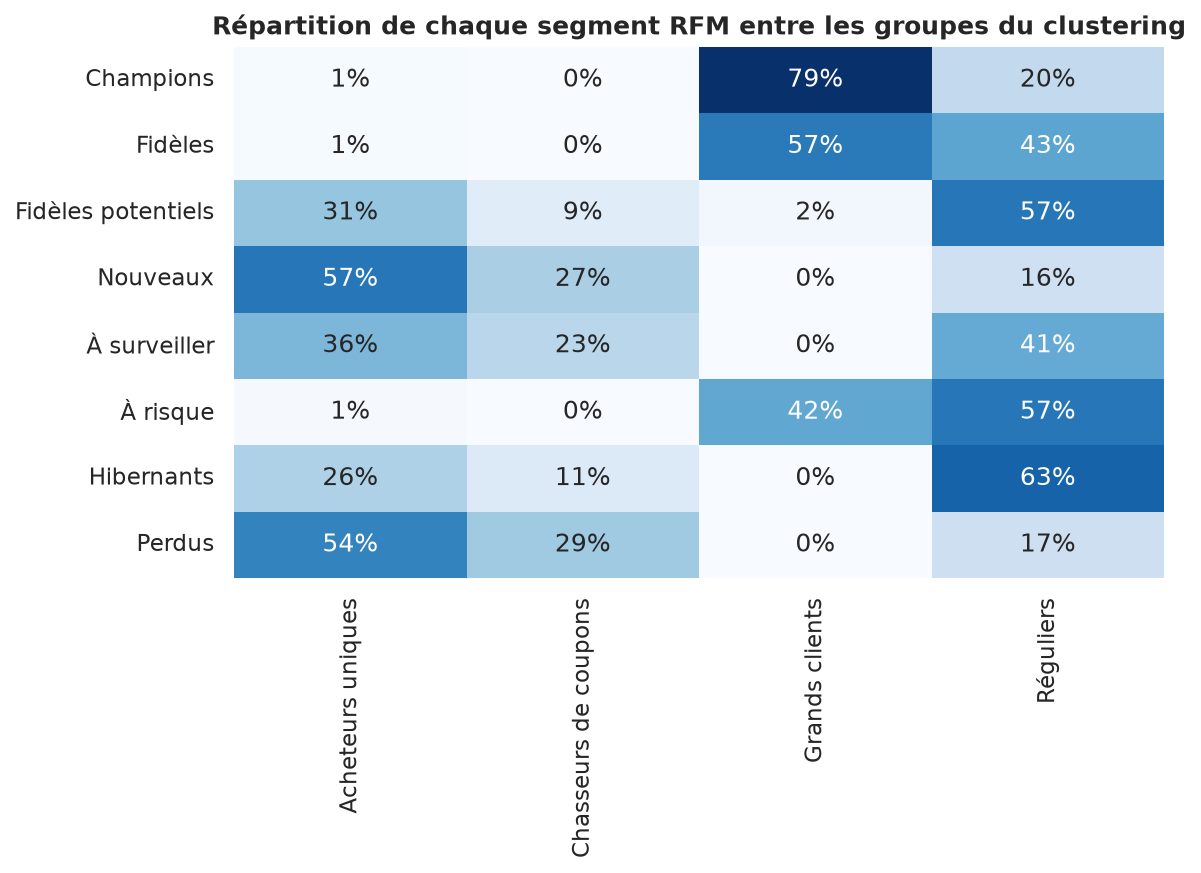 Répartition de chaque segment RFM entre les groupes du clustering
Champions 1% 0% 79% 20%
Fidèles 1% 0% 57% 43%
Fidèles potentiels 31% 9% 2% 57%
Nouveaux 57% 27% 0% 16%
À surveiller 36% 23% 0% 41%
À risque 1% 0% 42% 57%
Hibernants 26% 11% 0% 63%
Perdus 54% 29% 0% 17%
Acheteurs uniques
Chasseurs de coupons
Grands clients
Réguliers